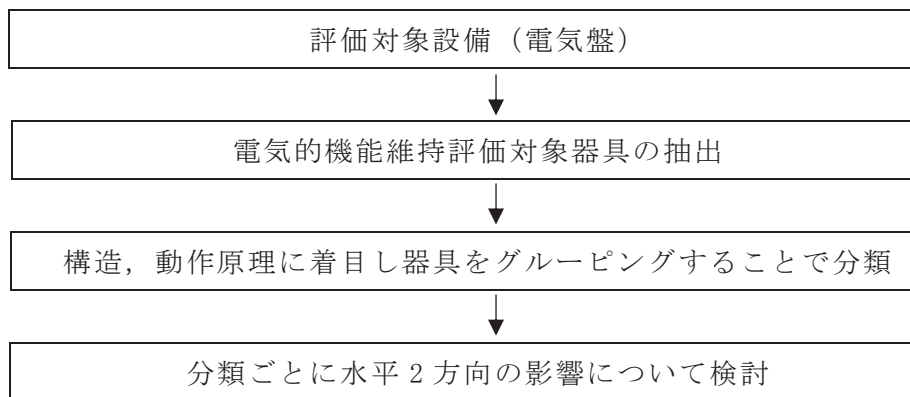 評価対象設備（電気盤）
電気的機能維持評価対象器具の抽出
構造，動作原理に着目し器具をグルーピングすることで分類
分類ごとに水平２方向の影響について検討